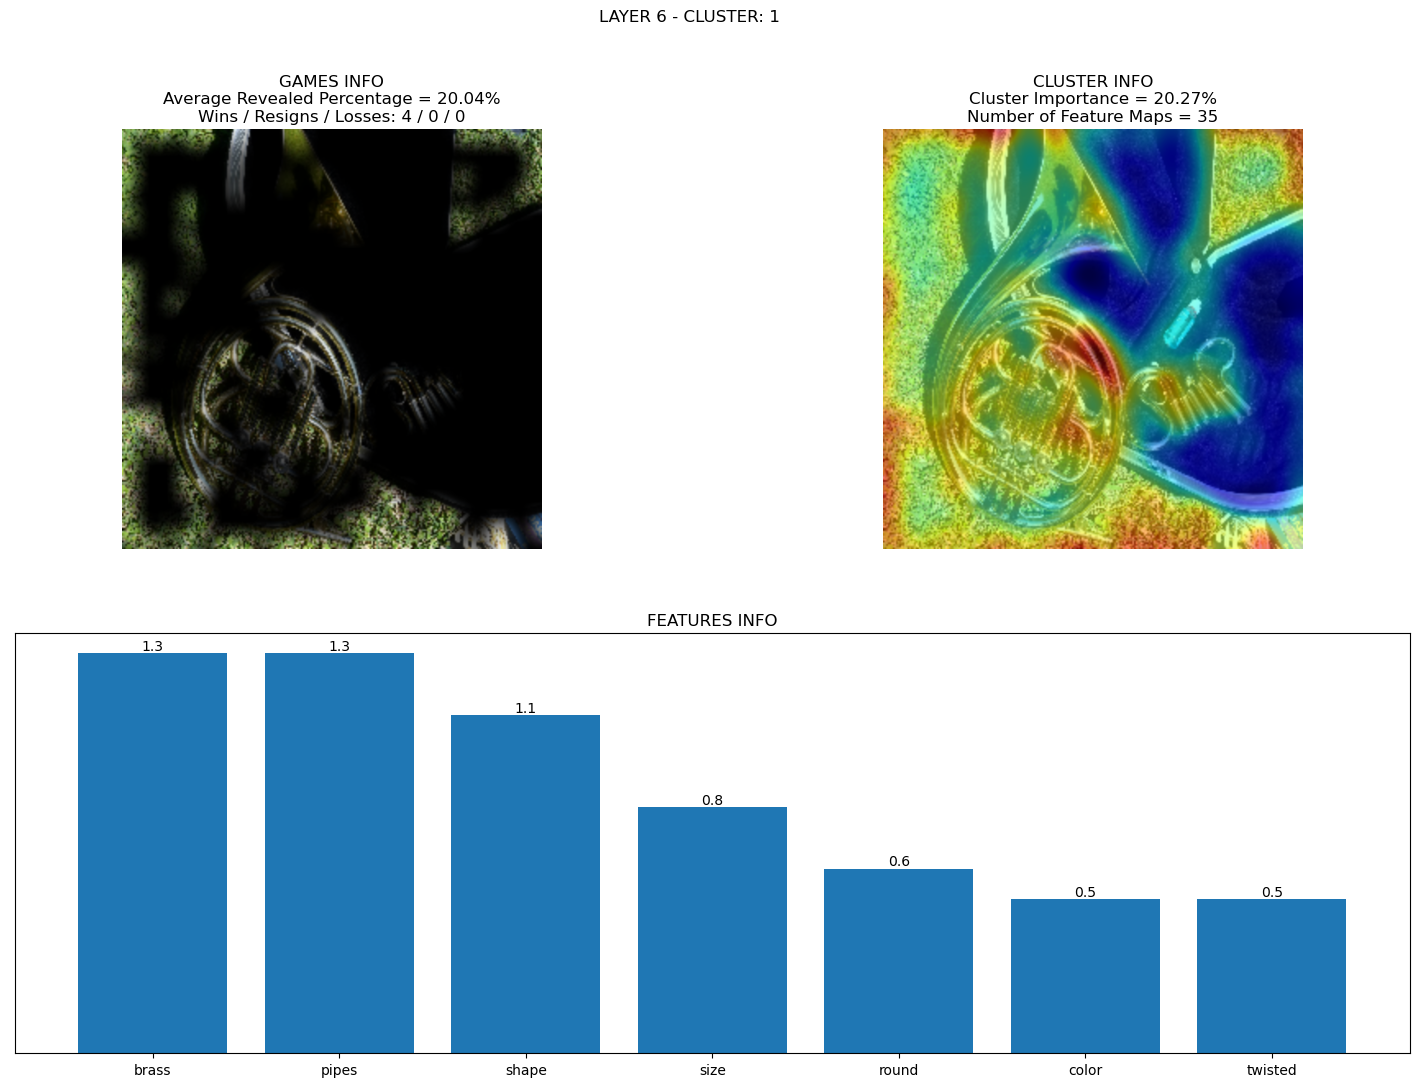 LAYER 6 - CLUSTER: 1
GAMES INFO
Average Revealed Percentage = 20.04%
Wins / Resigns / Losses: 4 / 0 / 0
CLUSTER INFO
Cluster Importance = 20.27%
Number of Feature Maps = 35
FEATURES INFO
1.3
1.3
1.1
0.8
0.6
0.5
0.5
brass
pipes
shape
size
round
color
twisted